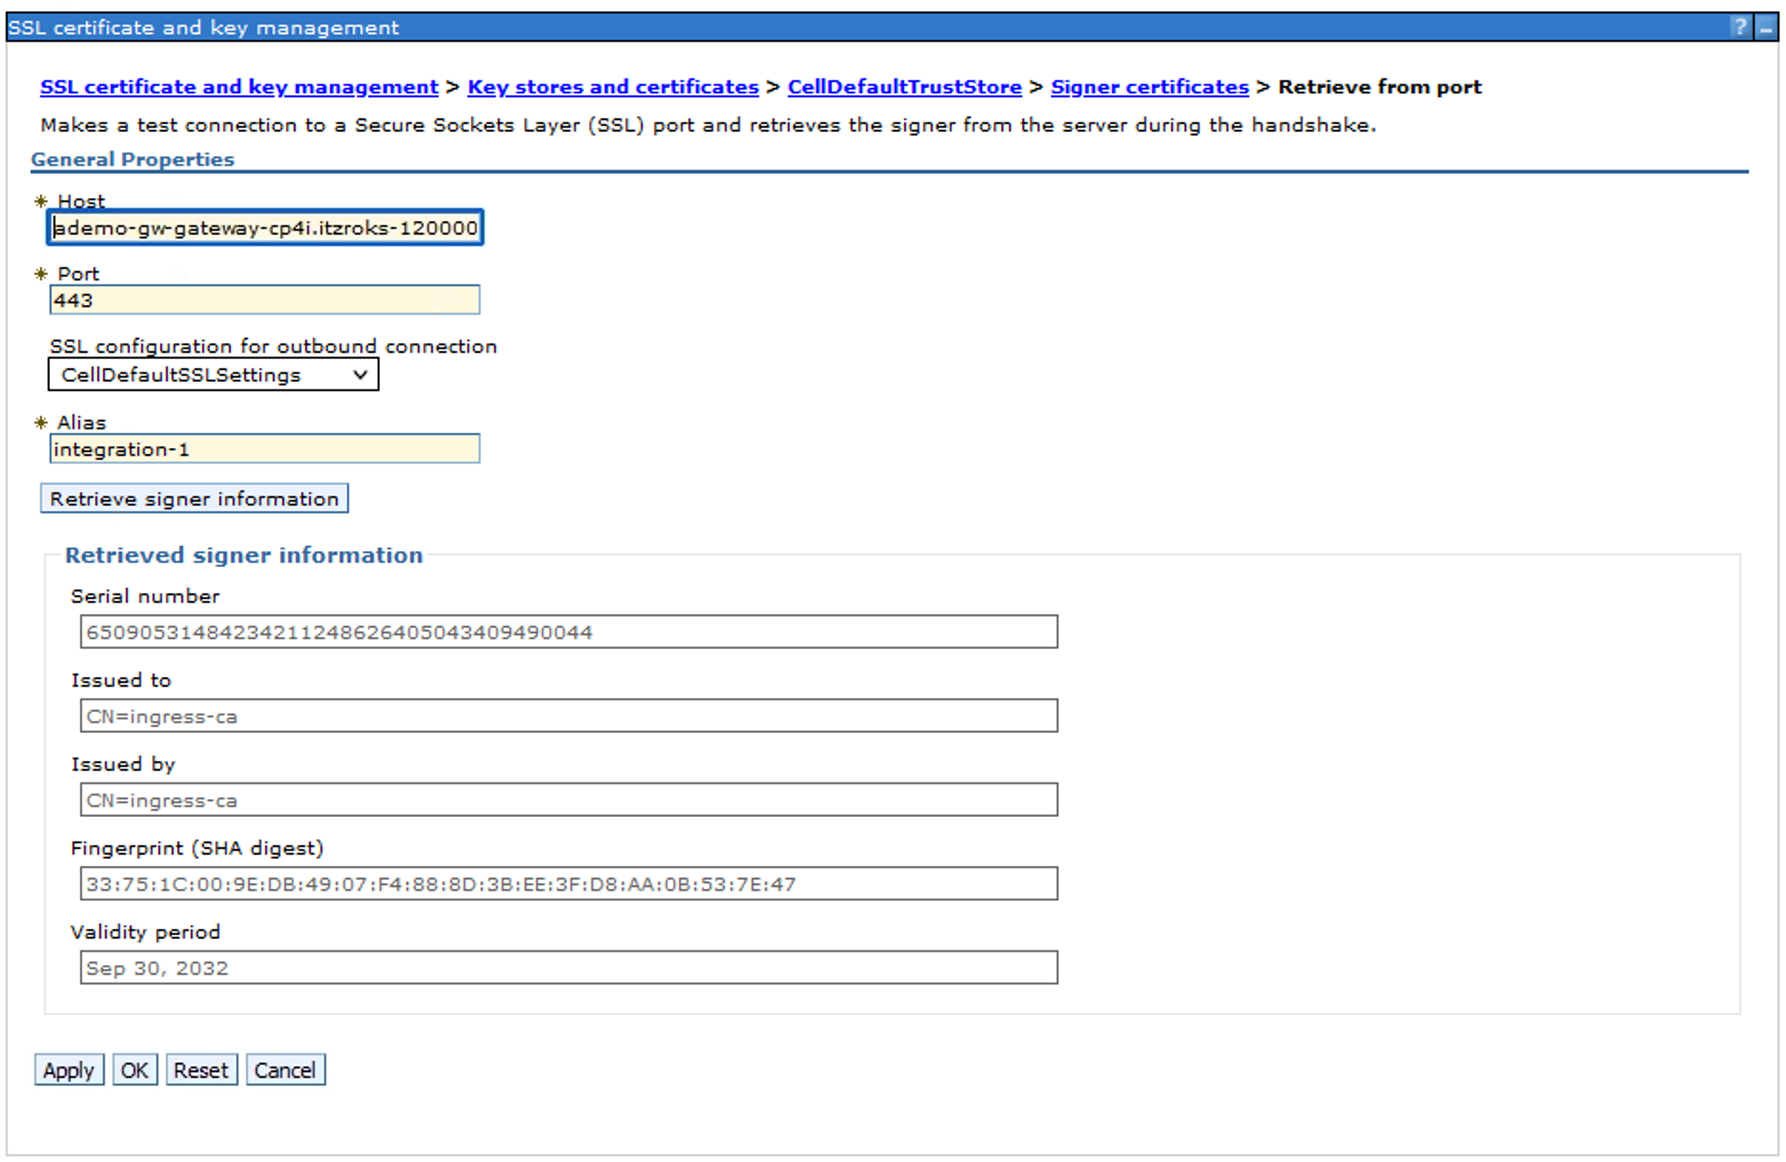 SSL certificate and key management ? _
SSL certificate and key management > Key stores and certificates > CellDefaultTrustStore > Signer certificates > Retrieve from port
Makes a test connection to a Secure Sockets Layer (SSL) port and retrieves the signer from the server during the handshake.
General Properties
* Host
ademo-gw-gateway-cp4i.itzroks-120000
* Port
443
SSL configuration for outbound connection
CellDefaultSSLSettings
* Alias
integration-1
Retrieve signer information
Retrieved signer information
Serial number
65090531484234211248626405043409490044
Issued to
CN=ingress-ca
Issued by
CN=ingress-ca
Fingerprint (SHA digest)
33:75:1C:00:9E:DB:49:07:F4:88:8D:3B:EE:3F:D8:AA:0B:53:7E:47
Validity period
Sep 30, 2032
Apply OK Reset Cancel